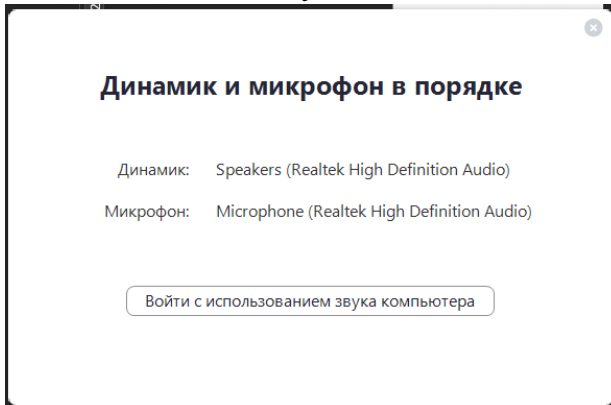 Динамик и микрофон в порядке
Динамик: Speakers (Realtek High Definition Audio)
Микрофон: Microphone (Realtek High Definition Audio)
Войти с использованием звука компьютера